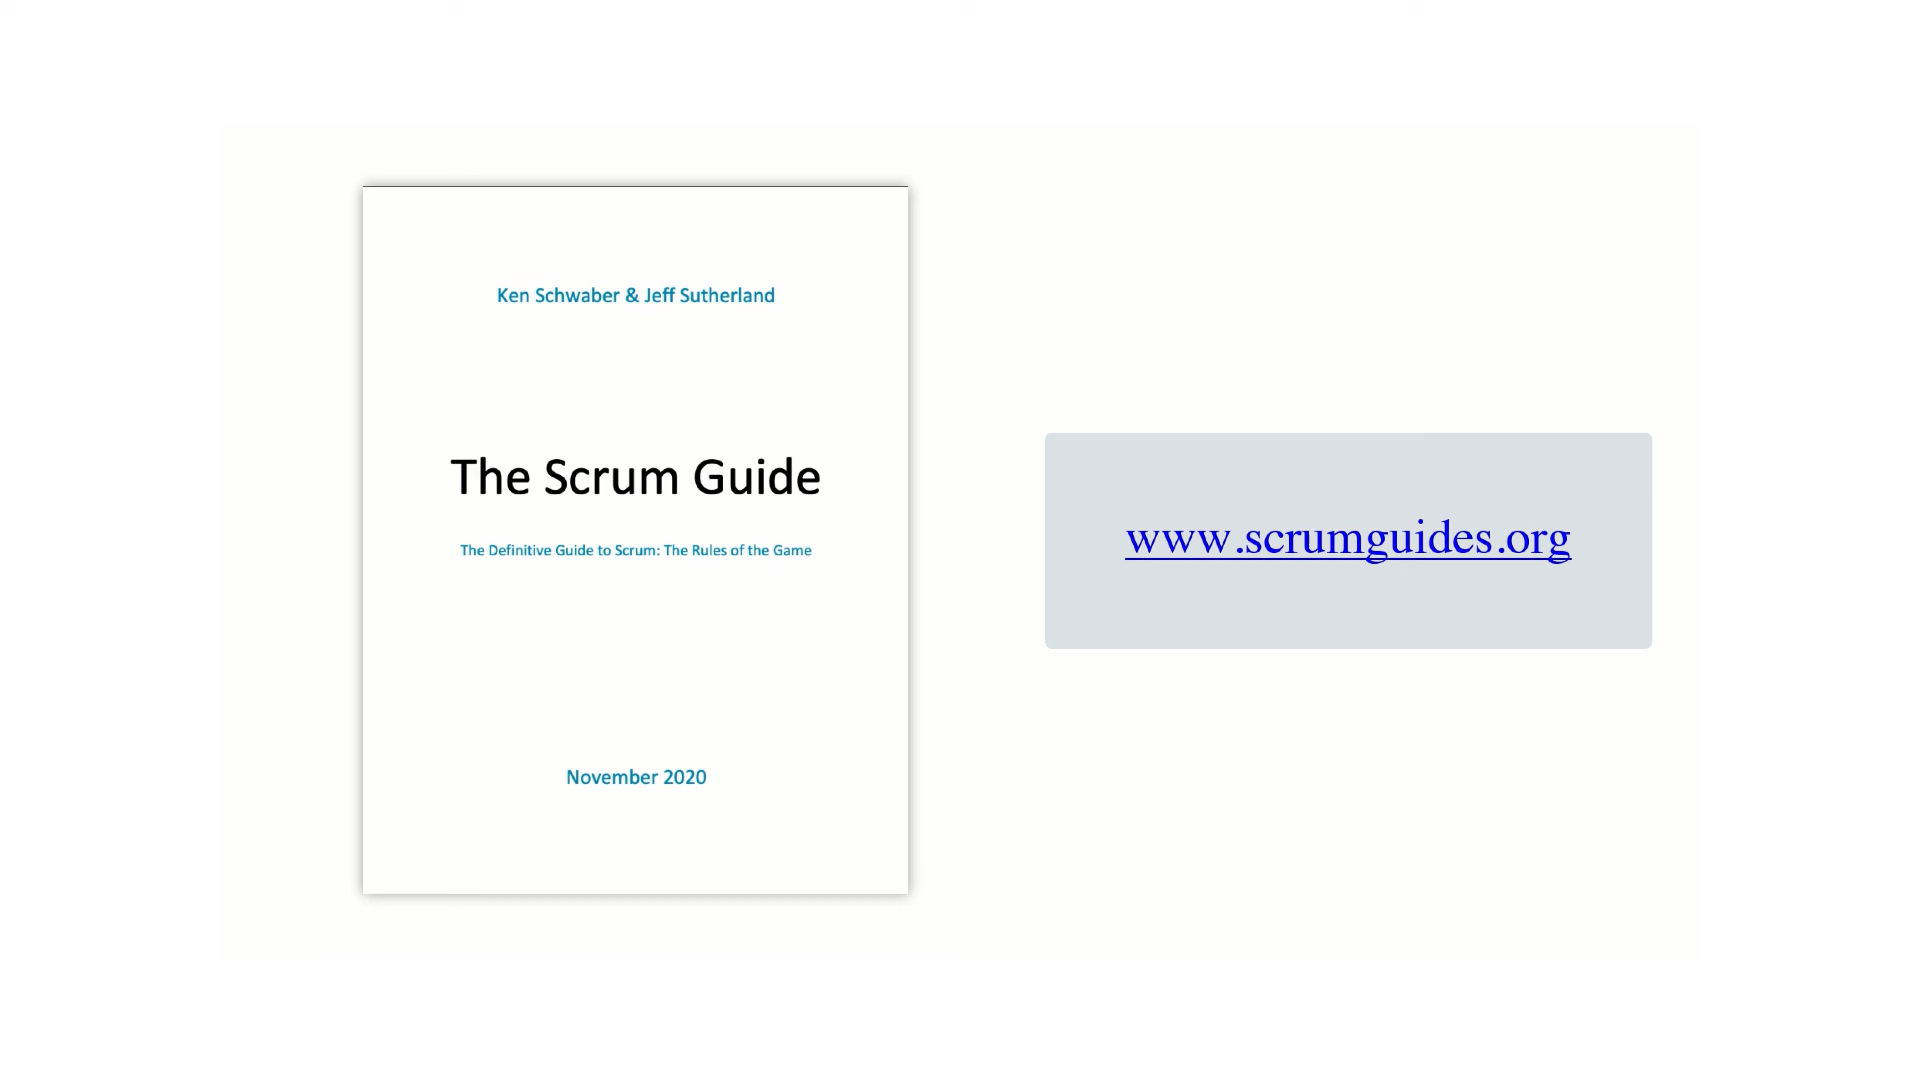 Ken Schwaber & Jeff Sutherland
The Scrum Guide
The Definitive Guide to Scrum: The Rules of the Game
November 2020
www.scrumguides.org